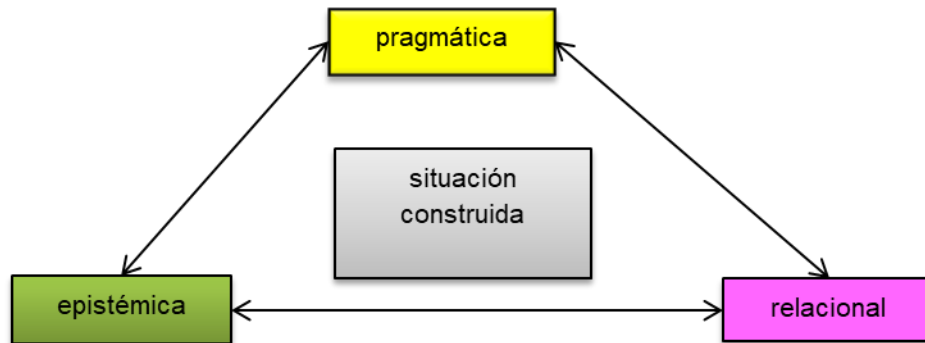 pragmática
situación
construida
epistémica
relacional